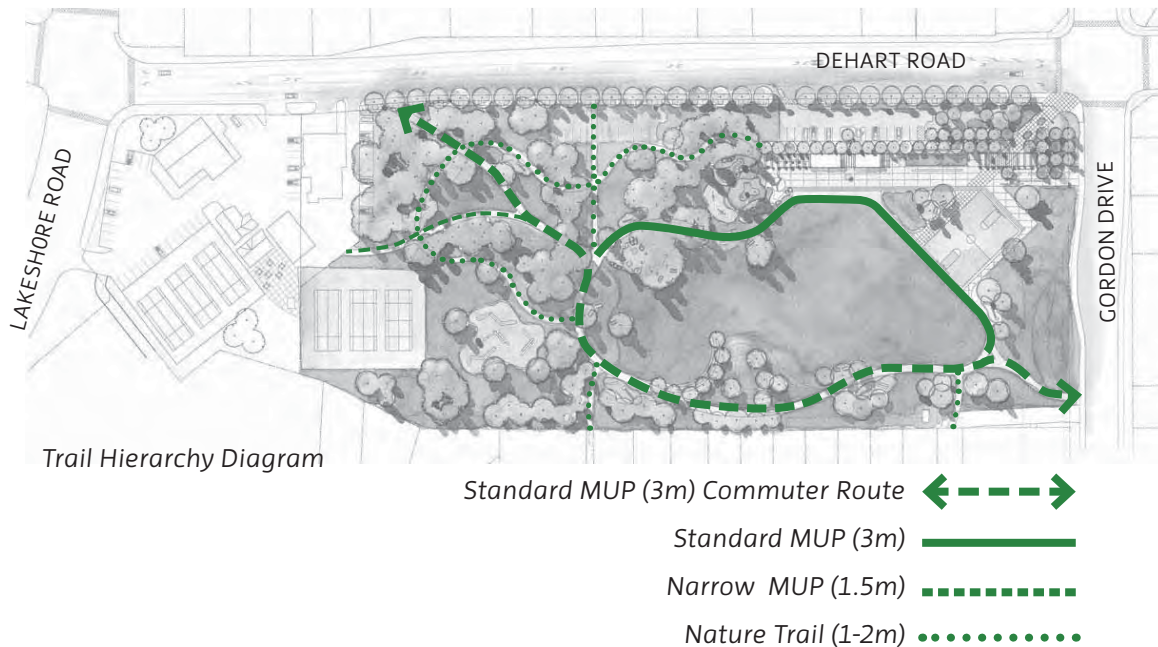 DEHART ROAD
LAKESHORE ROAD
GORDON DRIVE
Trail Hierarchy Diagram
Standard MUP (3m) Commuter Route
Standard MUP (3m)
Narrow MUP (1.5m)
Nature Trail (1-2m)